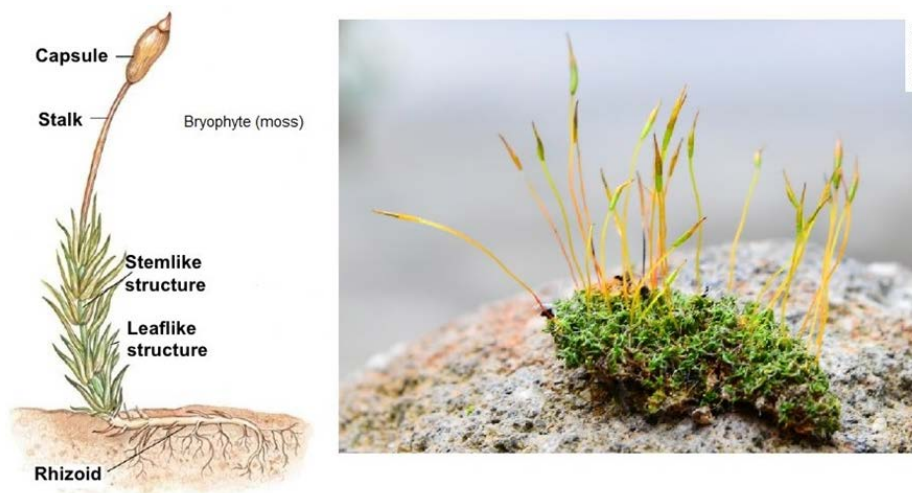 Capsule
Stalk
Bryophyte (moss)
Stemlike
structure
Leaflike
structure
Rhizoid